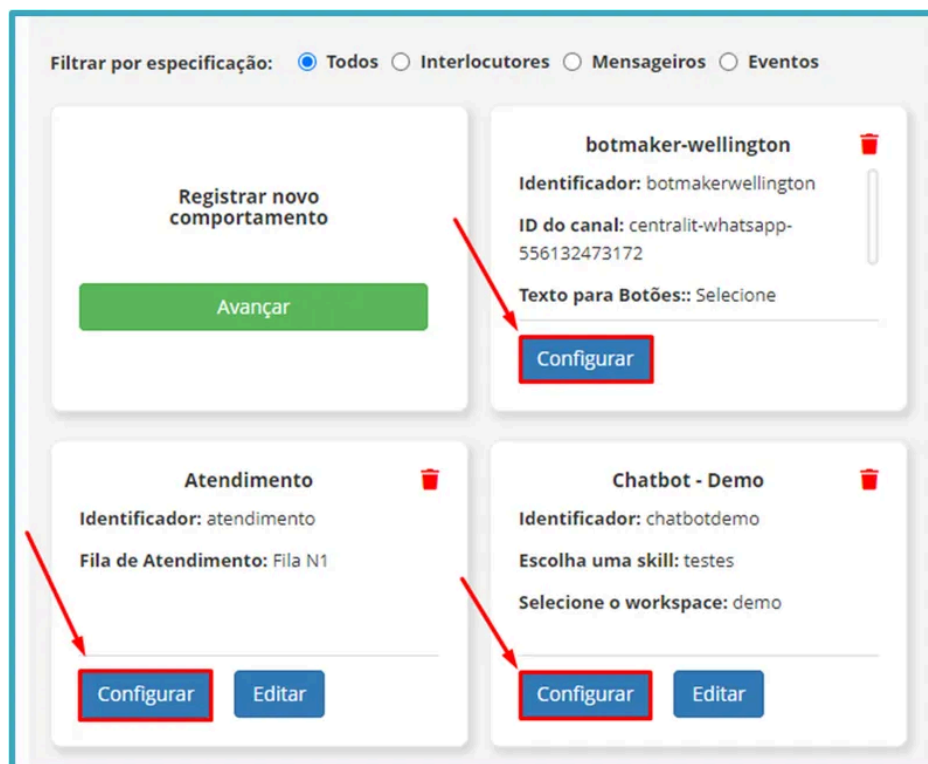 Filtrar por especificação: Todos Interlocutores Mensageiros Eventos
Registrar novo
comportamento
Avançar
botmaker-wellington
Identificador: botmakerwellington
ID do canal: centralit-whatsapp-
556132473172
Texto para Botões:: Selecione
Configurar
Atendimento
Identificador: atendimento
Fila de Atendimento: Fila N1
Configurar Editar
Chatbot - Demo
Identificador: chatbotdemo
Escolha uma skill: testes
Selecione o workspace: demo
Configurar Editar